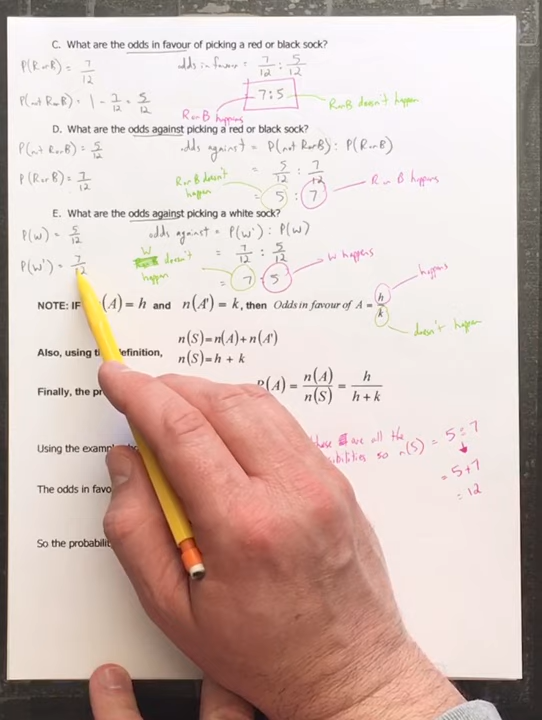 C. What are the odds in favour of picking a red or black sock?
P(R or B) = 7/12 odds in favour = 7/12 : 5/12
P(not R or B) = 1 - 7/12 = 5/12 7:5 R or B doesn't happen
R or B happens
D. What are the odds against picking a red or black sock?
P(not R or B) = 5/12 odds against = P(not R or B) : P(R or B)
P(R or B) = 7/12 = 5/12 : 7/12
R or B doesn't happen = 5 : 7 R or B happens
E. What are the odds against picking a white sock?
P(W) = 5/12 odds against = P(W') : P(W)
P(W') = 7/12 = 7/12 : 5/12
W doesn't happen = 7 : 5 W happens
NOTE: IF (A) = h and n(A') = k, then Odds in favour of A = h/k
happens
doesn't happen
Also, using t definition, n(S) = n(A) + n(A')
n(S) = h + k
Finally, the pr (A) = n(A)/n(S) = h/h + k
Using the examp are all the so n(S) = 5:7
= 5+7
= 12
The odds in favo
So the probabilit